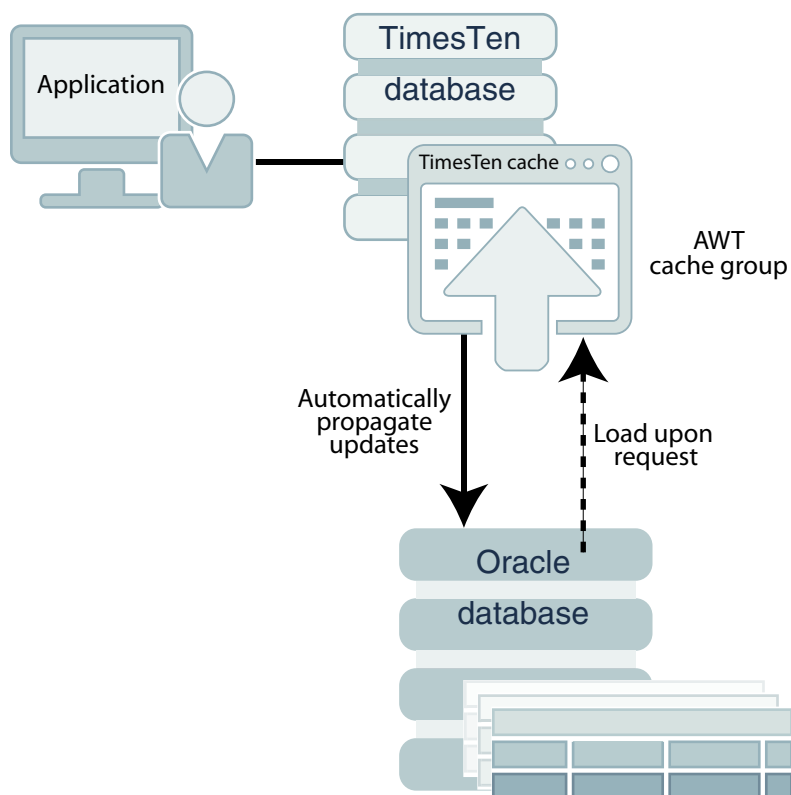 Application
TimesTen
database
TimesTen cache
AWT
cache group
Automatically
propagate
updates
Load upon
request
Oracle
database